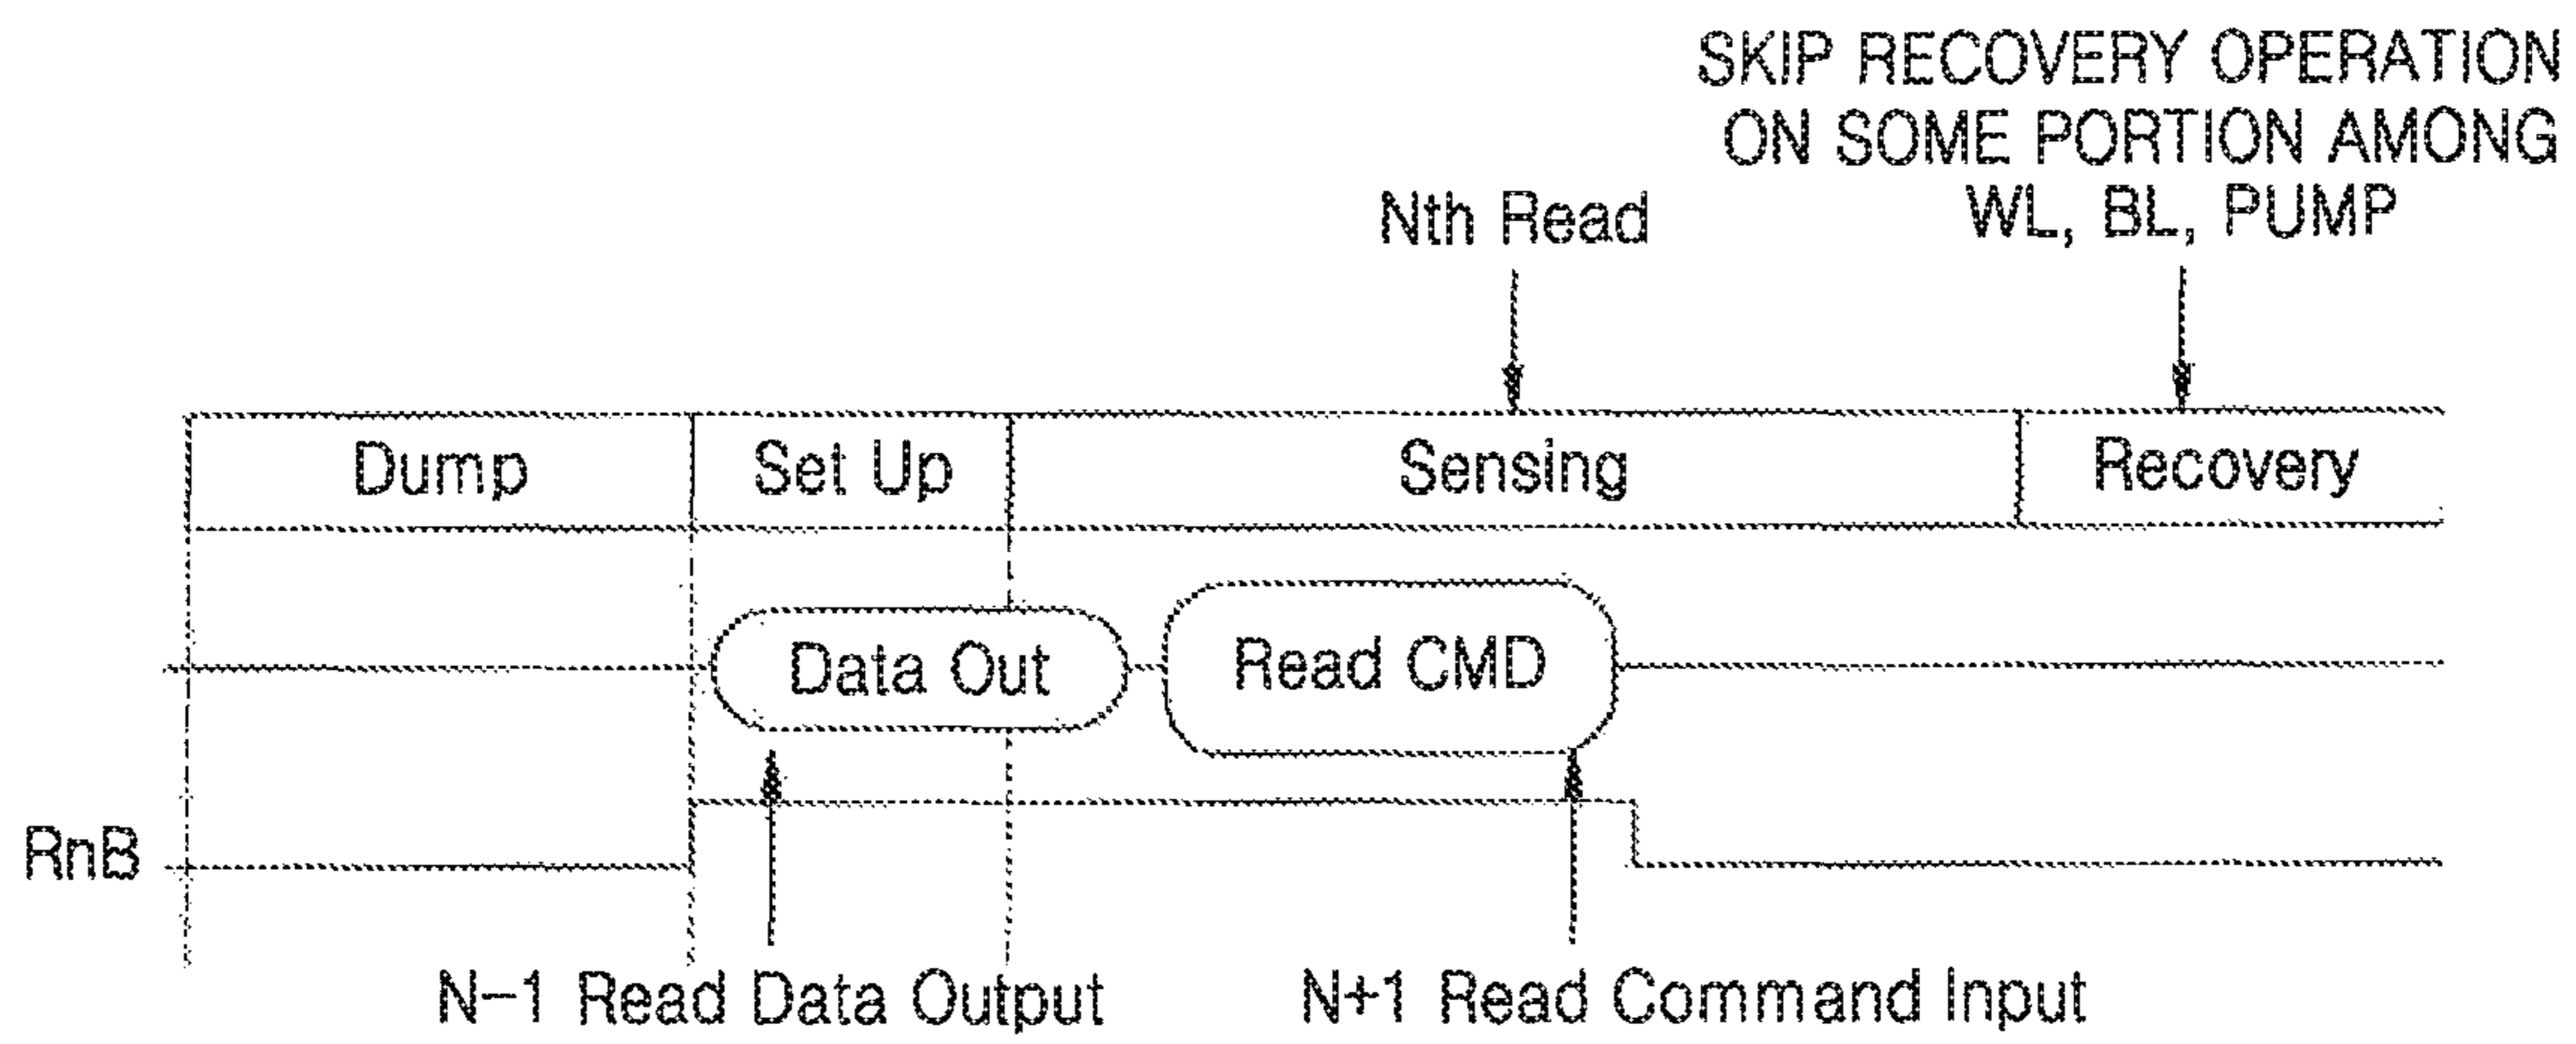 SKIP RECOVERY OPERATION
ON SOME PORTION AMONG
WL, BL, PUMP
Nth Read
Dump
Set Up
Sensing
Recovery
Data Out
Read CMD
RnB
N−1 Read Data Output
N+1 Read Command Input